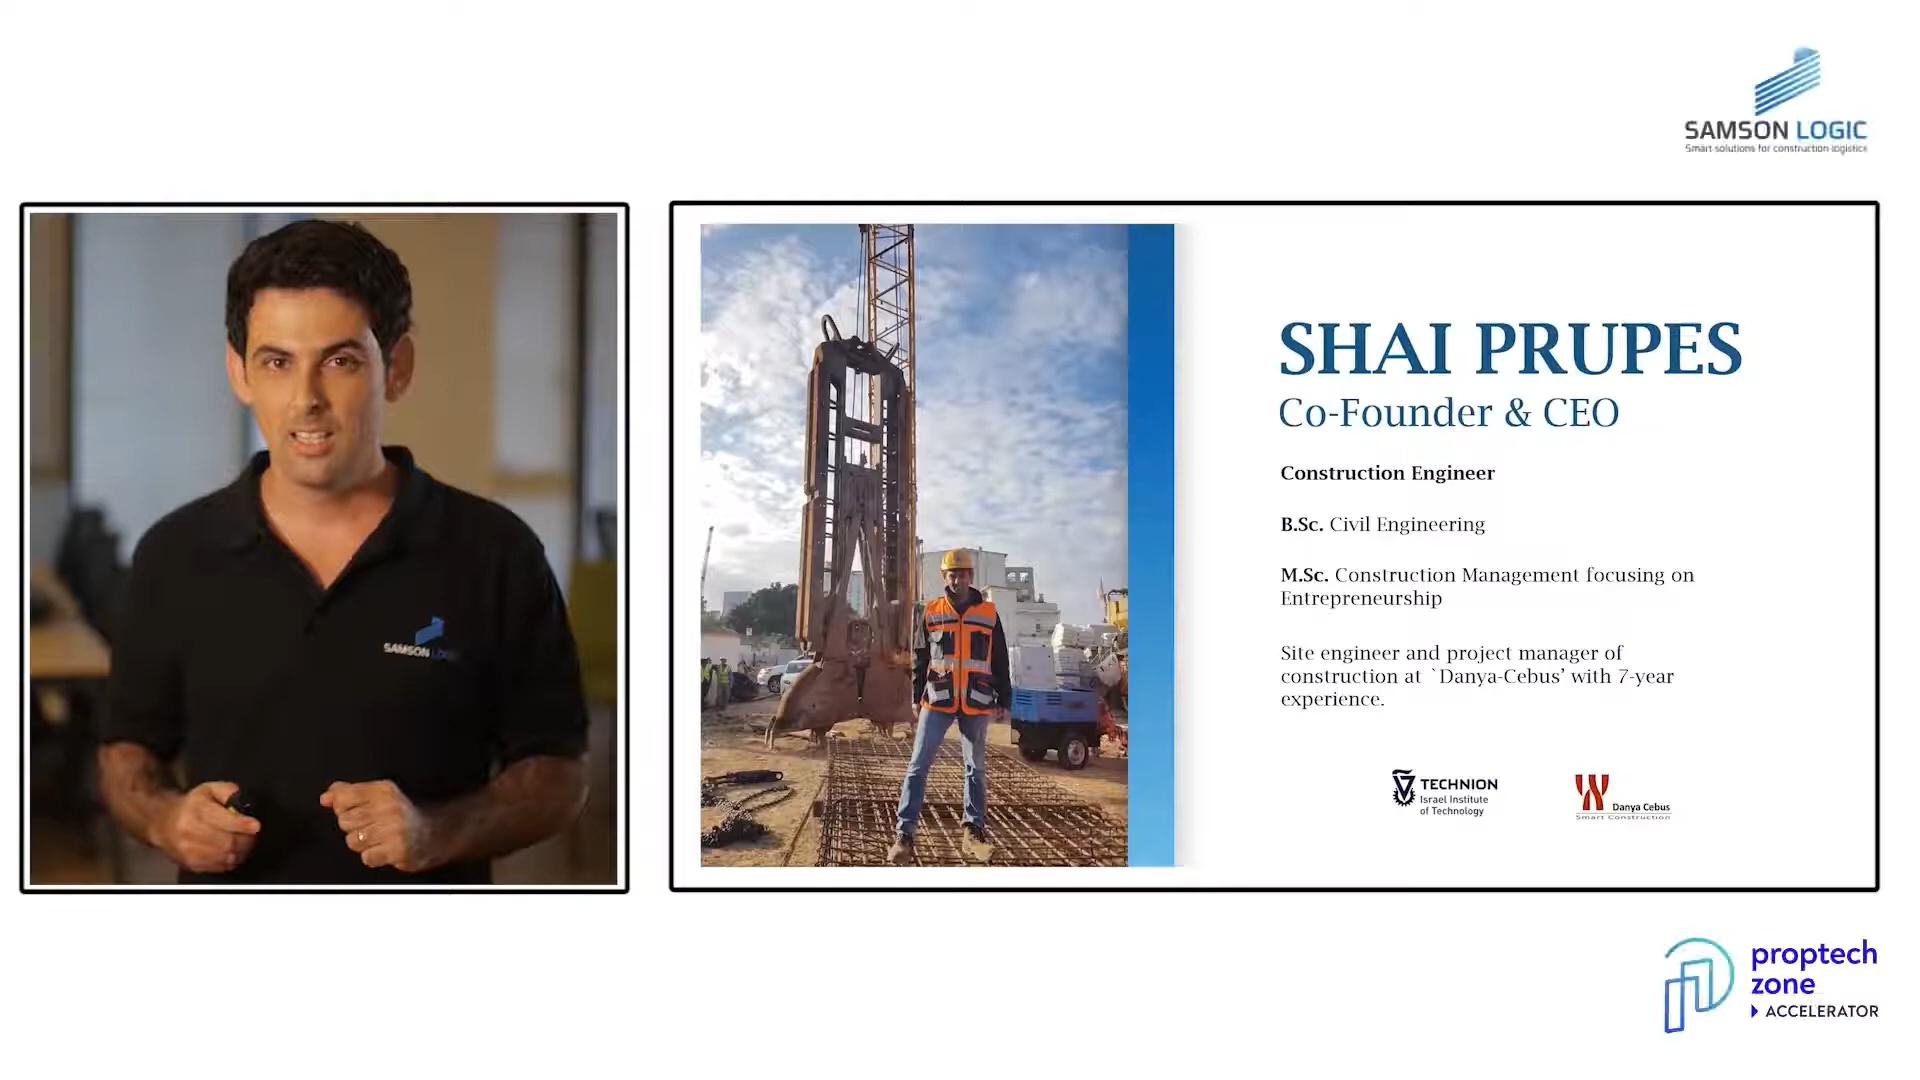 SAMSON LOGIC
Smart solutions for construction logistics
SAMSON LOGIC
SHAI PRUPES
Co-Founder & CEO
Construction Engineer
B.Sc. Civil Engineering
M.Sc. Construction Management focusing on
Entrepreneurship
Site engineer and project manager of
construction at `Danya-Cebus’ with 7-year
experience.
TECHNION
Israel Institute
of Technology
Danya Cebus
Smart Construction
proptech
zone
ACCELERATOR